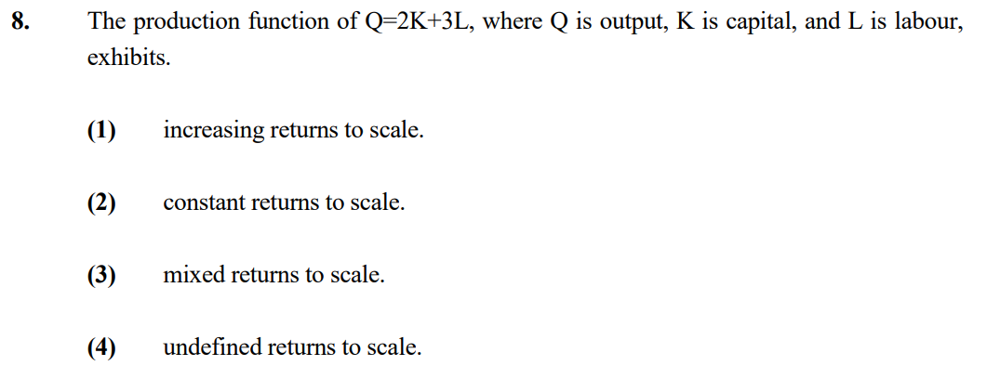 8. The production function of Q=2K+3L, where Q is output, K is capital, and L is labour,
exhibits.
(1) increasing returns to scale.
(2) constant returns to scale.
(3) mixed returns to scale.
(4) undefined returns to scale.